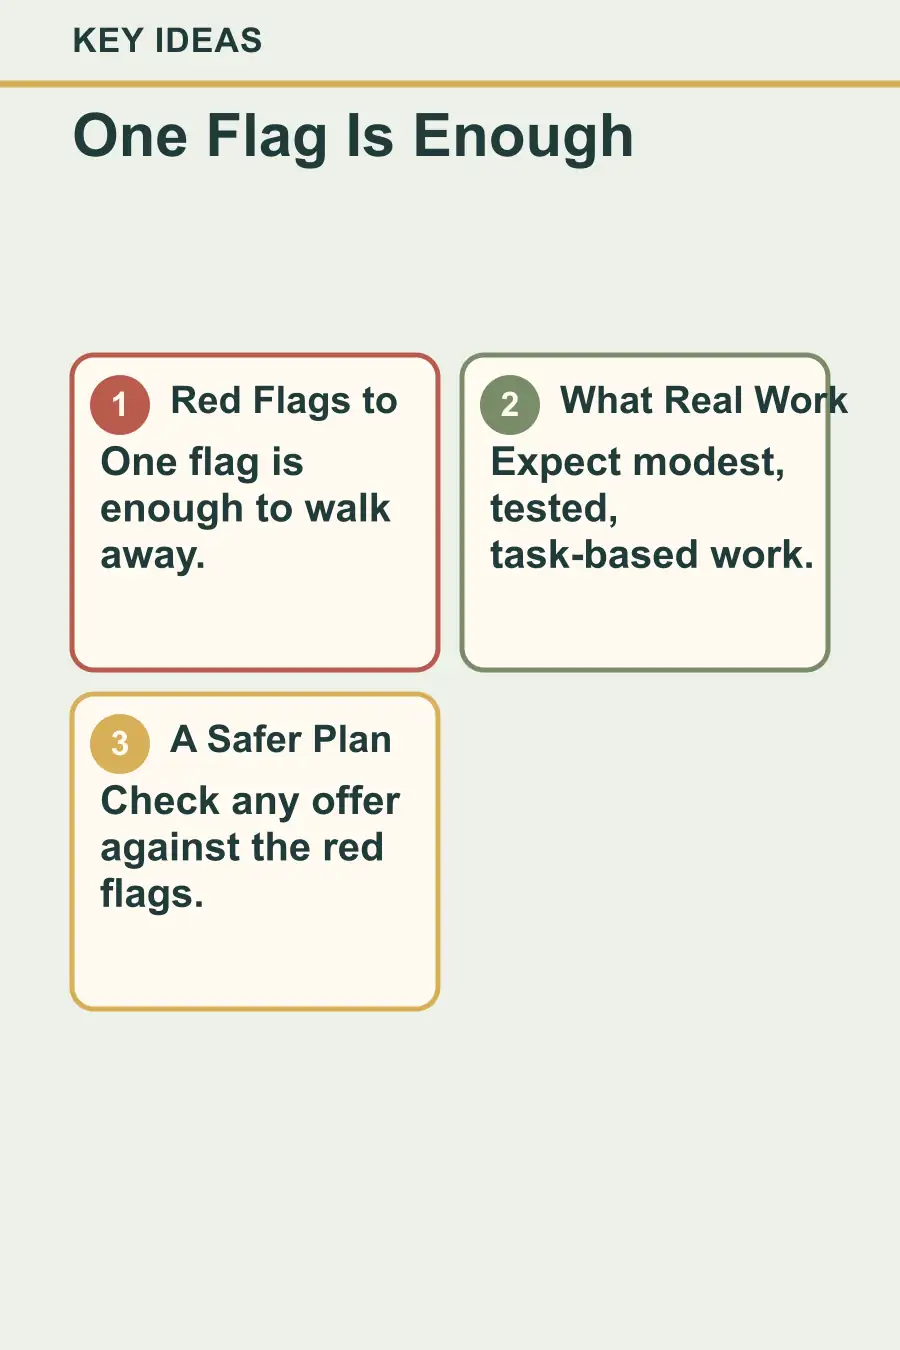 KEY IDEAS
One Flag Is Enough
1 Red Flags to
One flag is
enough to walk
away.
2 What Real Work
Expect modest,
tested,
task-based work.
3 A Safer Plan
Check any offer
against the red
flags.